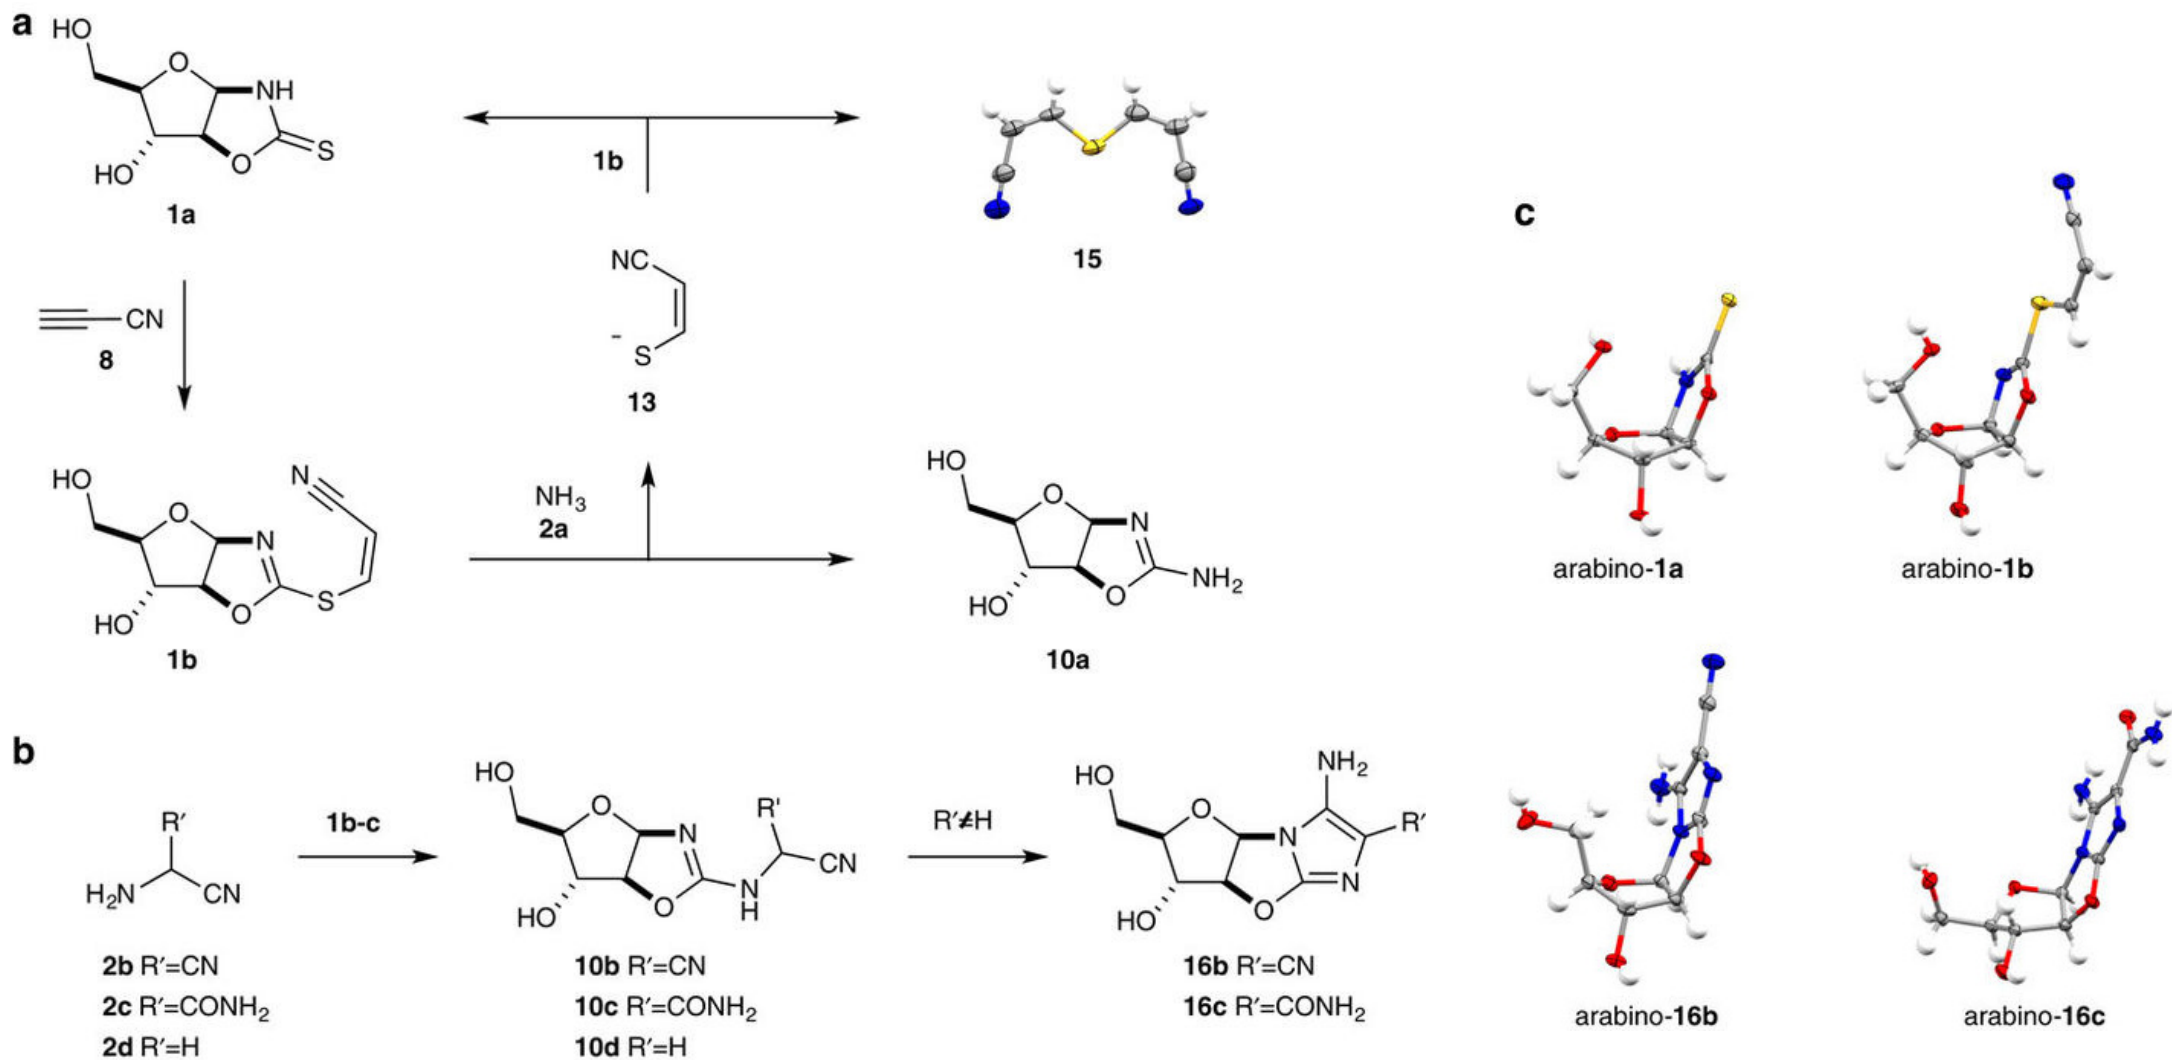 a
HO
O
NH
O
S
HO
1a
≡—CN
8
HO
N
O
N
O
S
HO
1b
1b
NC
-
S
13
15
NH3
2a
HO
O
N
NH2
O
HO
10a
b
R′
H2N
CN
2b R′=CN
2c R′=CONH2
2d R′=H
1b-c
HO
O
N
R'
CN
N
H
O
HO
10b R′=CN
10c R′=CONH2
10d R′=H
R′≠H
HO
NH2
O
N
R′
N
O
HO
16b R′=CN
16c R′=CONH2
c
arabino-1a
arabino-1b
arabino-16b
arabino-16c